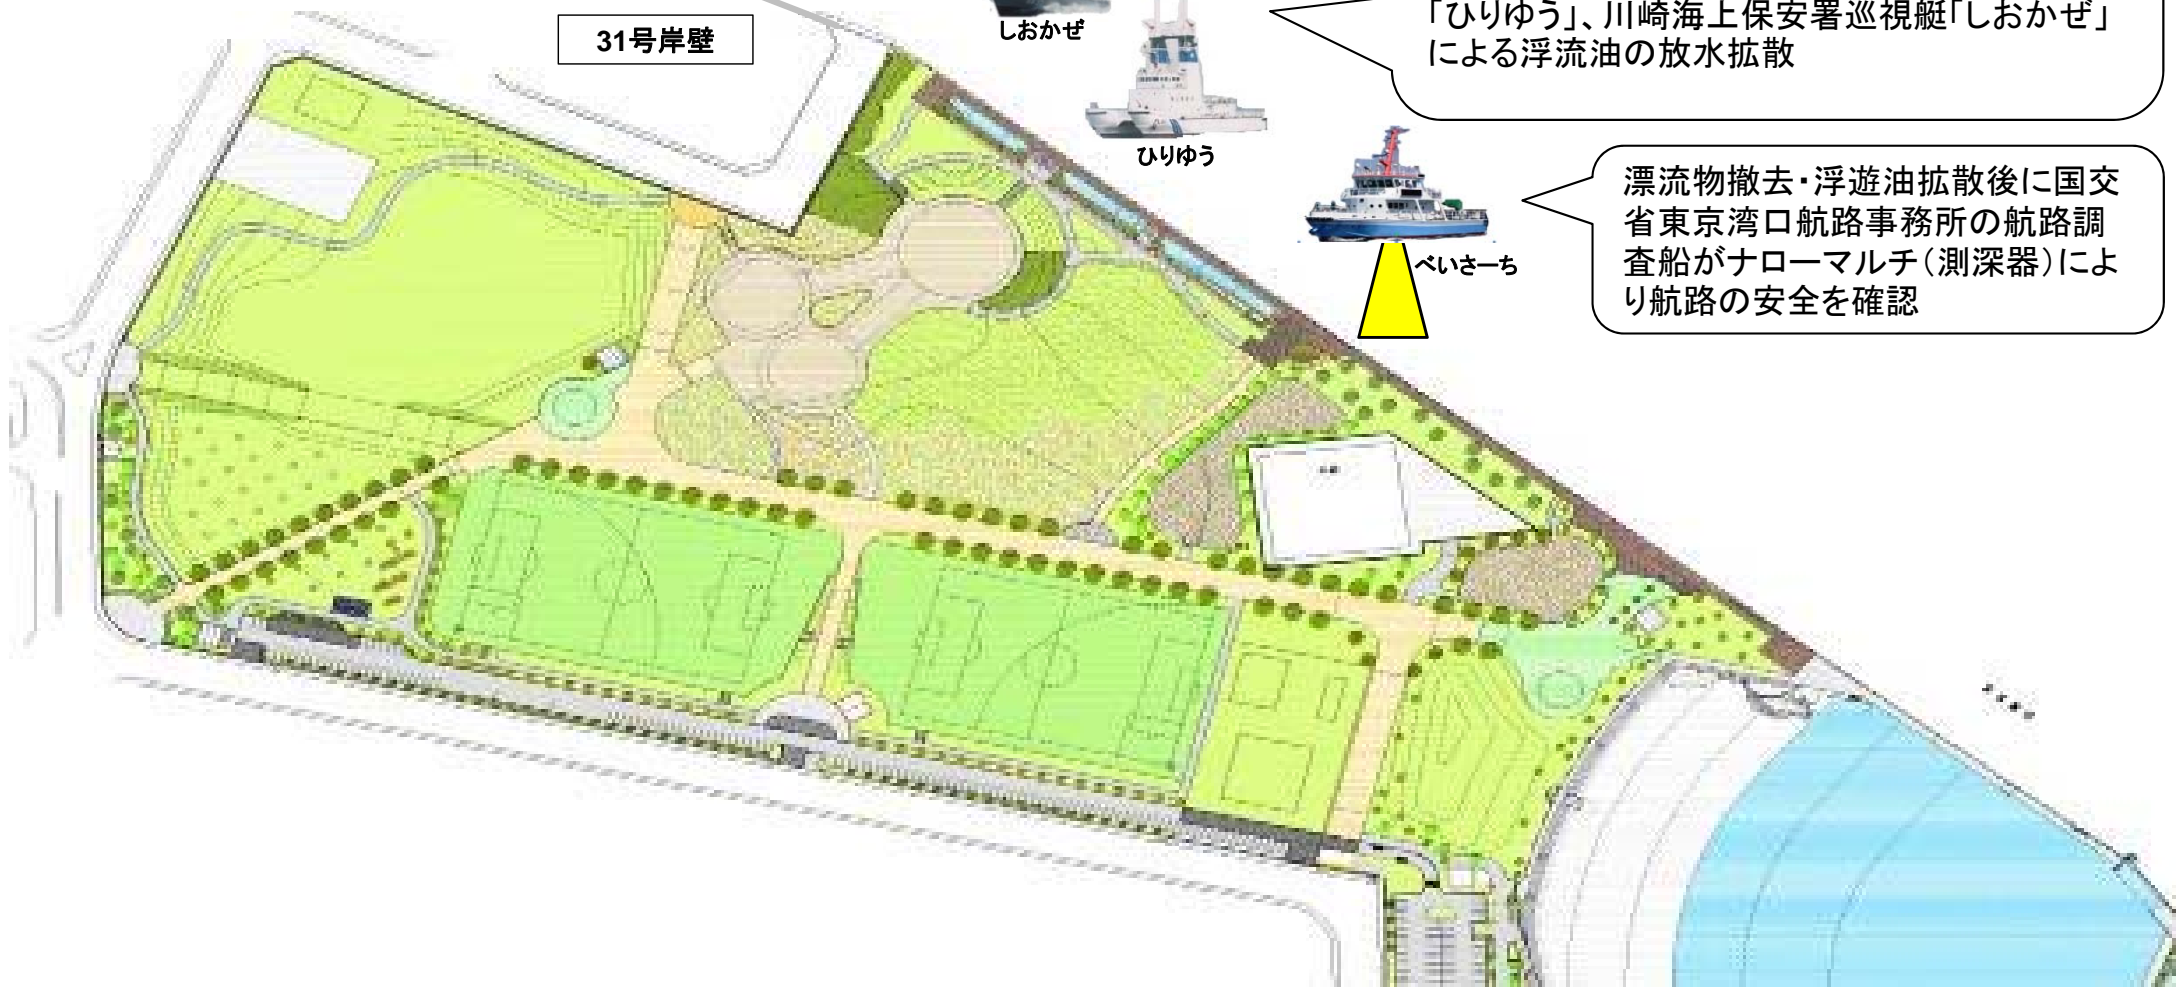 「ひりゆう」、川崎海上保安署巡視艇「しおかぜ」
による浮流油の放水拡散
しおかぜ
31号岸壁
ひりゆう
漂流物撤去・浮遊油拡散後に国交
省東京湾口航路事務所の航路調
査船がナローマルチ（測深器）によ
り航路の安全を確認
べいさーち